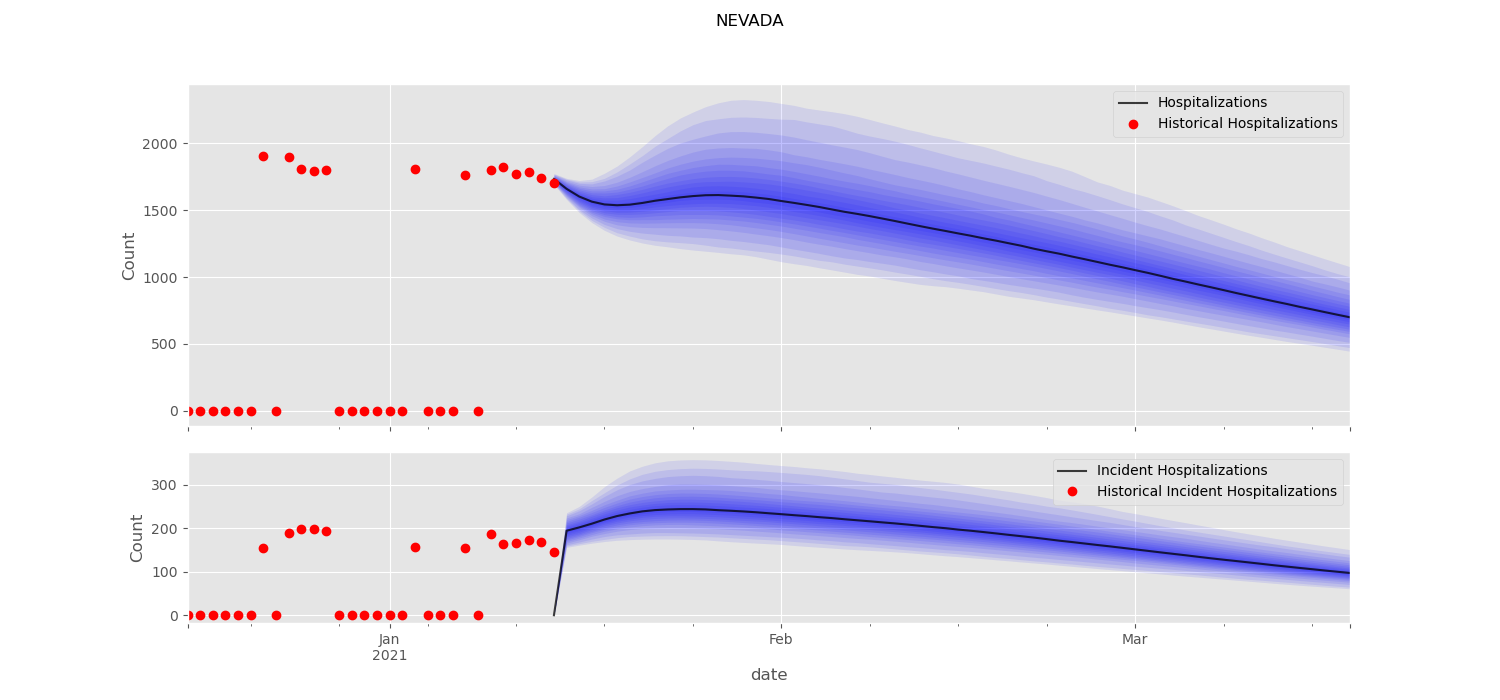 NEVADA
Hospitalizations
Historical Hospitalizations
Count
2000
1500
1000
500
0
Incident Hospitalizations
Historical Incident Hospitalizations
Count
300
200
100
0
Jan
2021
Feb
Mar
date